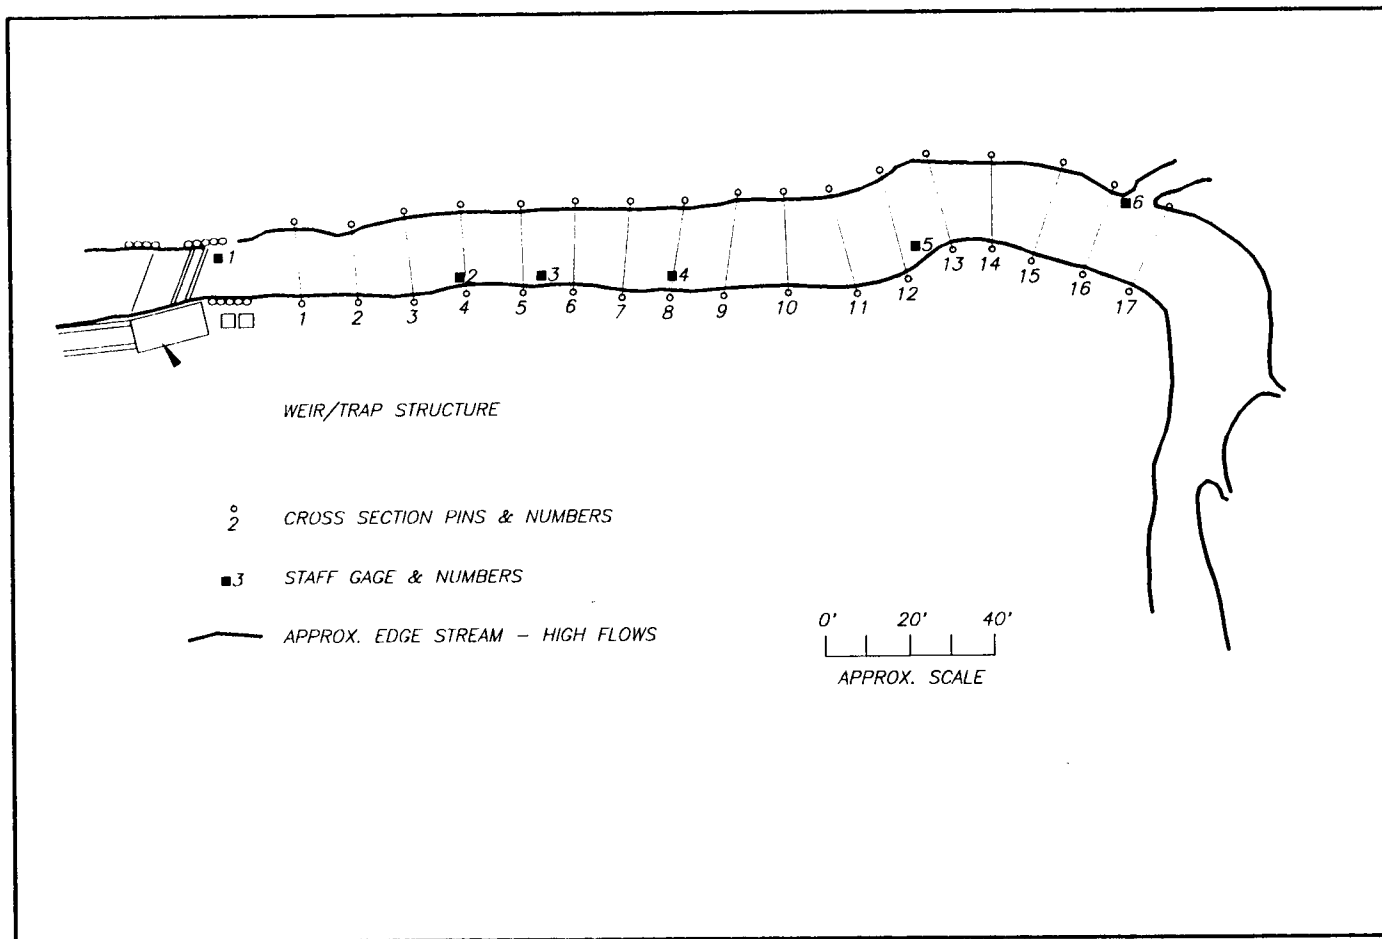 1
6
5
2
3
4
1 2 3 4 5 6 7 8 9 10 11 12 13 14 15 16 17
WEIR/TRAP STRUCTURE
2 CROSS SECTION PINS & NUMBERS
3 STAFF GAGE & NUMBERS
APPROX. EDGE STREAM – HIGH FLOWS
0' 20' 40'
APPROX. SCALE